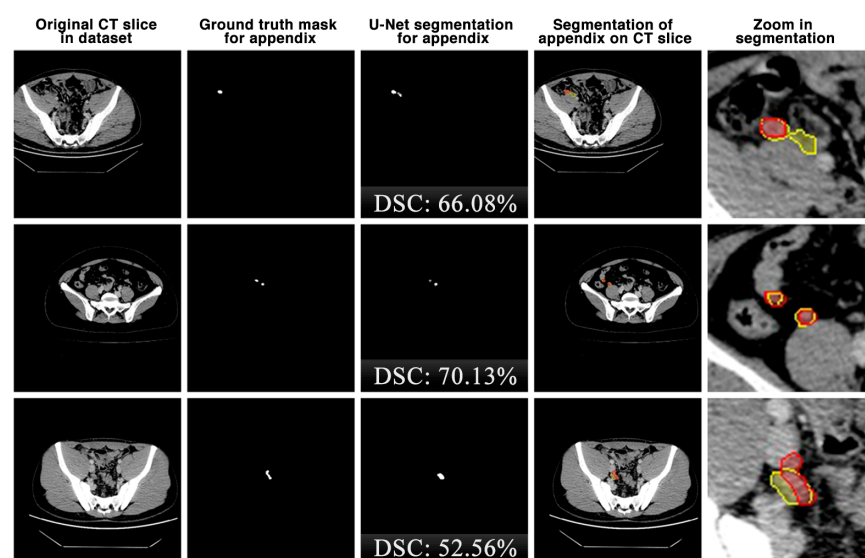 Original CT slice
in dataset
Ground truth mask
for appendix
U-Net segmentation
for appendix
Segmentation of
appendix on CT slice
Zoom in
segmentation
DSC: 66.08%
DSC: 70.13%
DSC: 52.56%